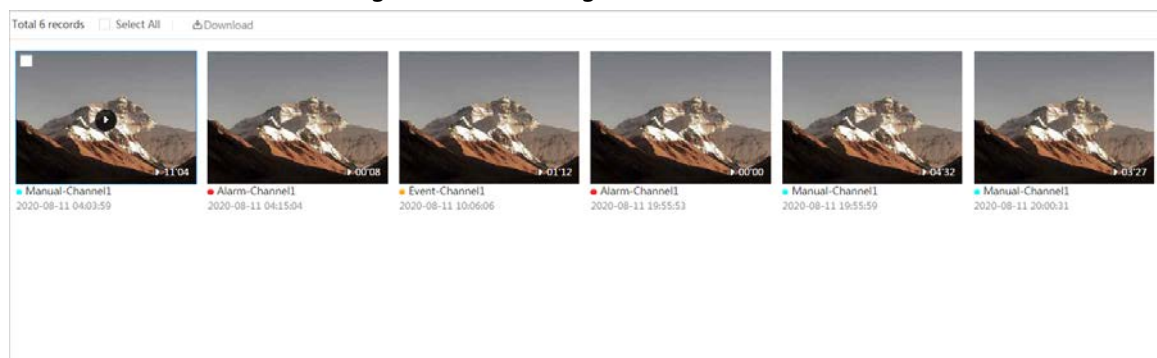 Total 6 records Select All Download
11'04 00'08 01'12 00'00 04'32 03'27
Manual-Channel1 Alarm-Channel1 Event-Channel1 Alarm-Channel1 Manual-Channel1 Manual-Channel1
2020-08-11 04:03:59 2020-08-11 04:15:04 2020-08-11 10:06:06 2020-08-11 19:55:53 2020-08-11 19:55:59 2020-08-11 20:00:31